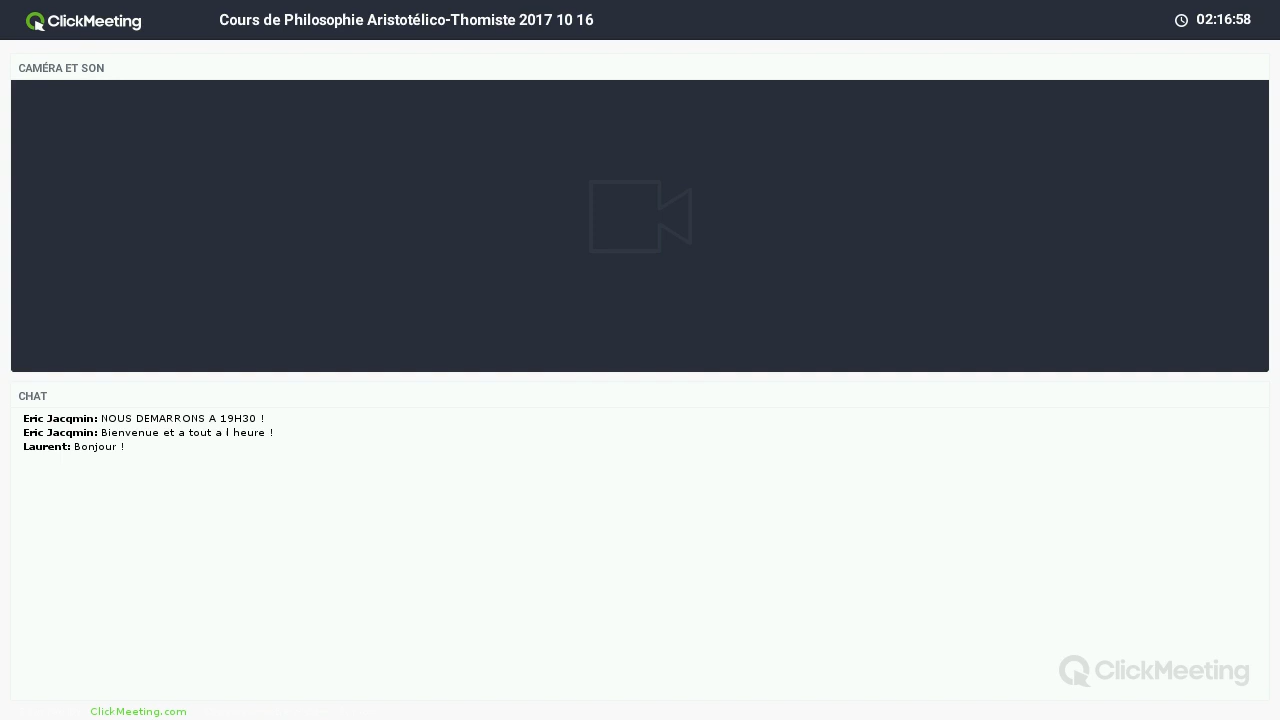 ClickMeeting
Cours de Philosophie Aristotélico-Thomiste 2017 10 16
02:16:58
CAMÉRA ET SON
CHAT
Eric Jacqmin: NOUS DEMARRONS A 19H30 !
Eric Jacqmin: Bienvenue et a tout a l heure !
Laurent: Bonjour !
ClickMeeting
ClickMeeting.com